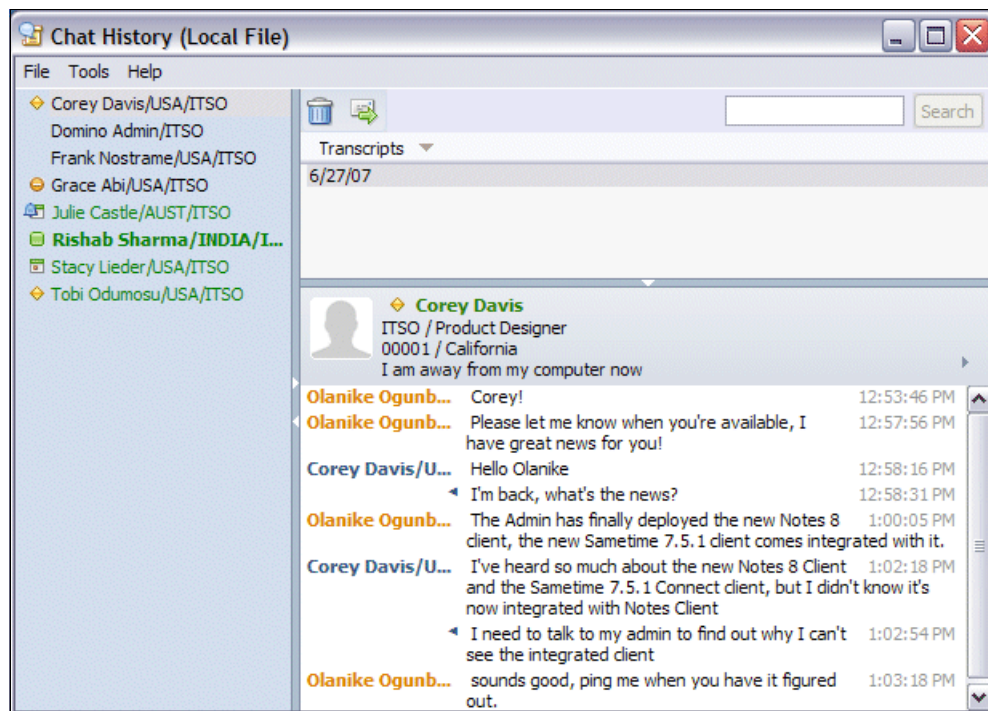 Chat History (Local File)
File Tools Help
Corey Davis/USA/ITSO
Domino Admin/ITSO
Frank Nostrame/USA/ITSO
Grace Abi/USA/ITSO
Julie Castle/AUST/ITSO
Rishab Sharma/INDIA/I...
Stacy Lieder/USA/ITSO
Tobi Odumosu/USA/ITSO
Search
Transcripts
6/27/07
Corey Davis
ITSO / Product Designer
00001 / California
I am away from my computer now
Olanike Ogunb... Corey! 12:53:46 PM
Olanike Ogunb... Please let me know when you're available, I 12:57:56 PM
have great news for you!
Corey Davis/U... Hello Olanike 12:58:16 PM
I'm back, what's the news? 12:58:31 PM
Olanike Ogunb... The Admin has finally deployed the new Notes 8 1:00:05 PM
client, the new Sametime 7.5.1 client comes integrated with it.
Corey Davis/U... I've heard so much about the new Notes 8 Client 1:02:18 PM
and the Sametime 7.5.1 Connect client, but I didn't know it's
now integrated with Notes Client
I need to talk to my admin to find out why I can't 1:02:54 PM
see the integrated client
Olanike Ogunb... sounds good, ping me when you have it figured 1:03:18 PM
out.